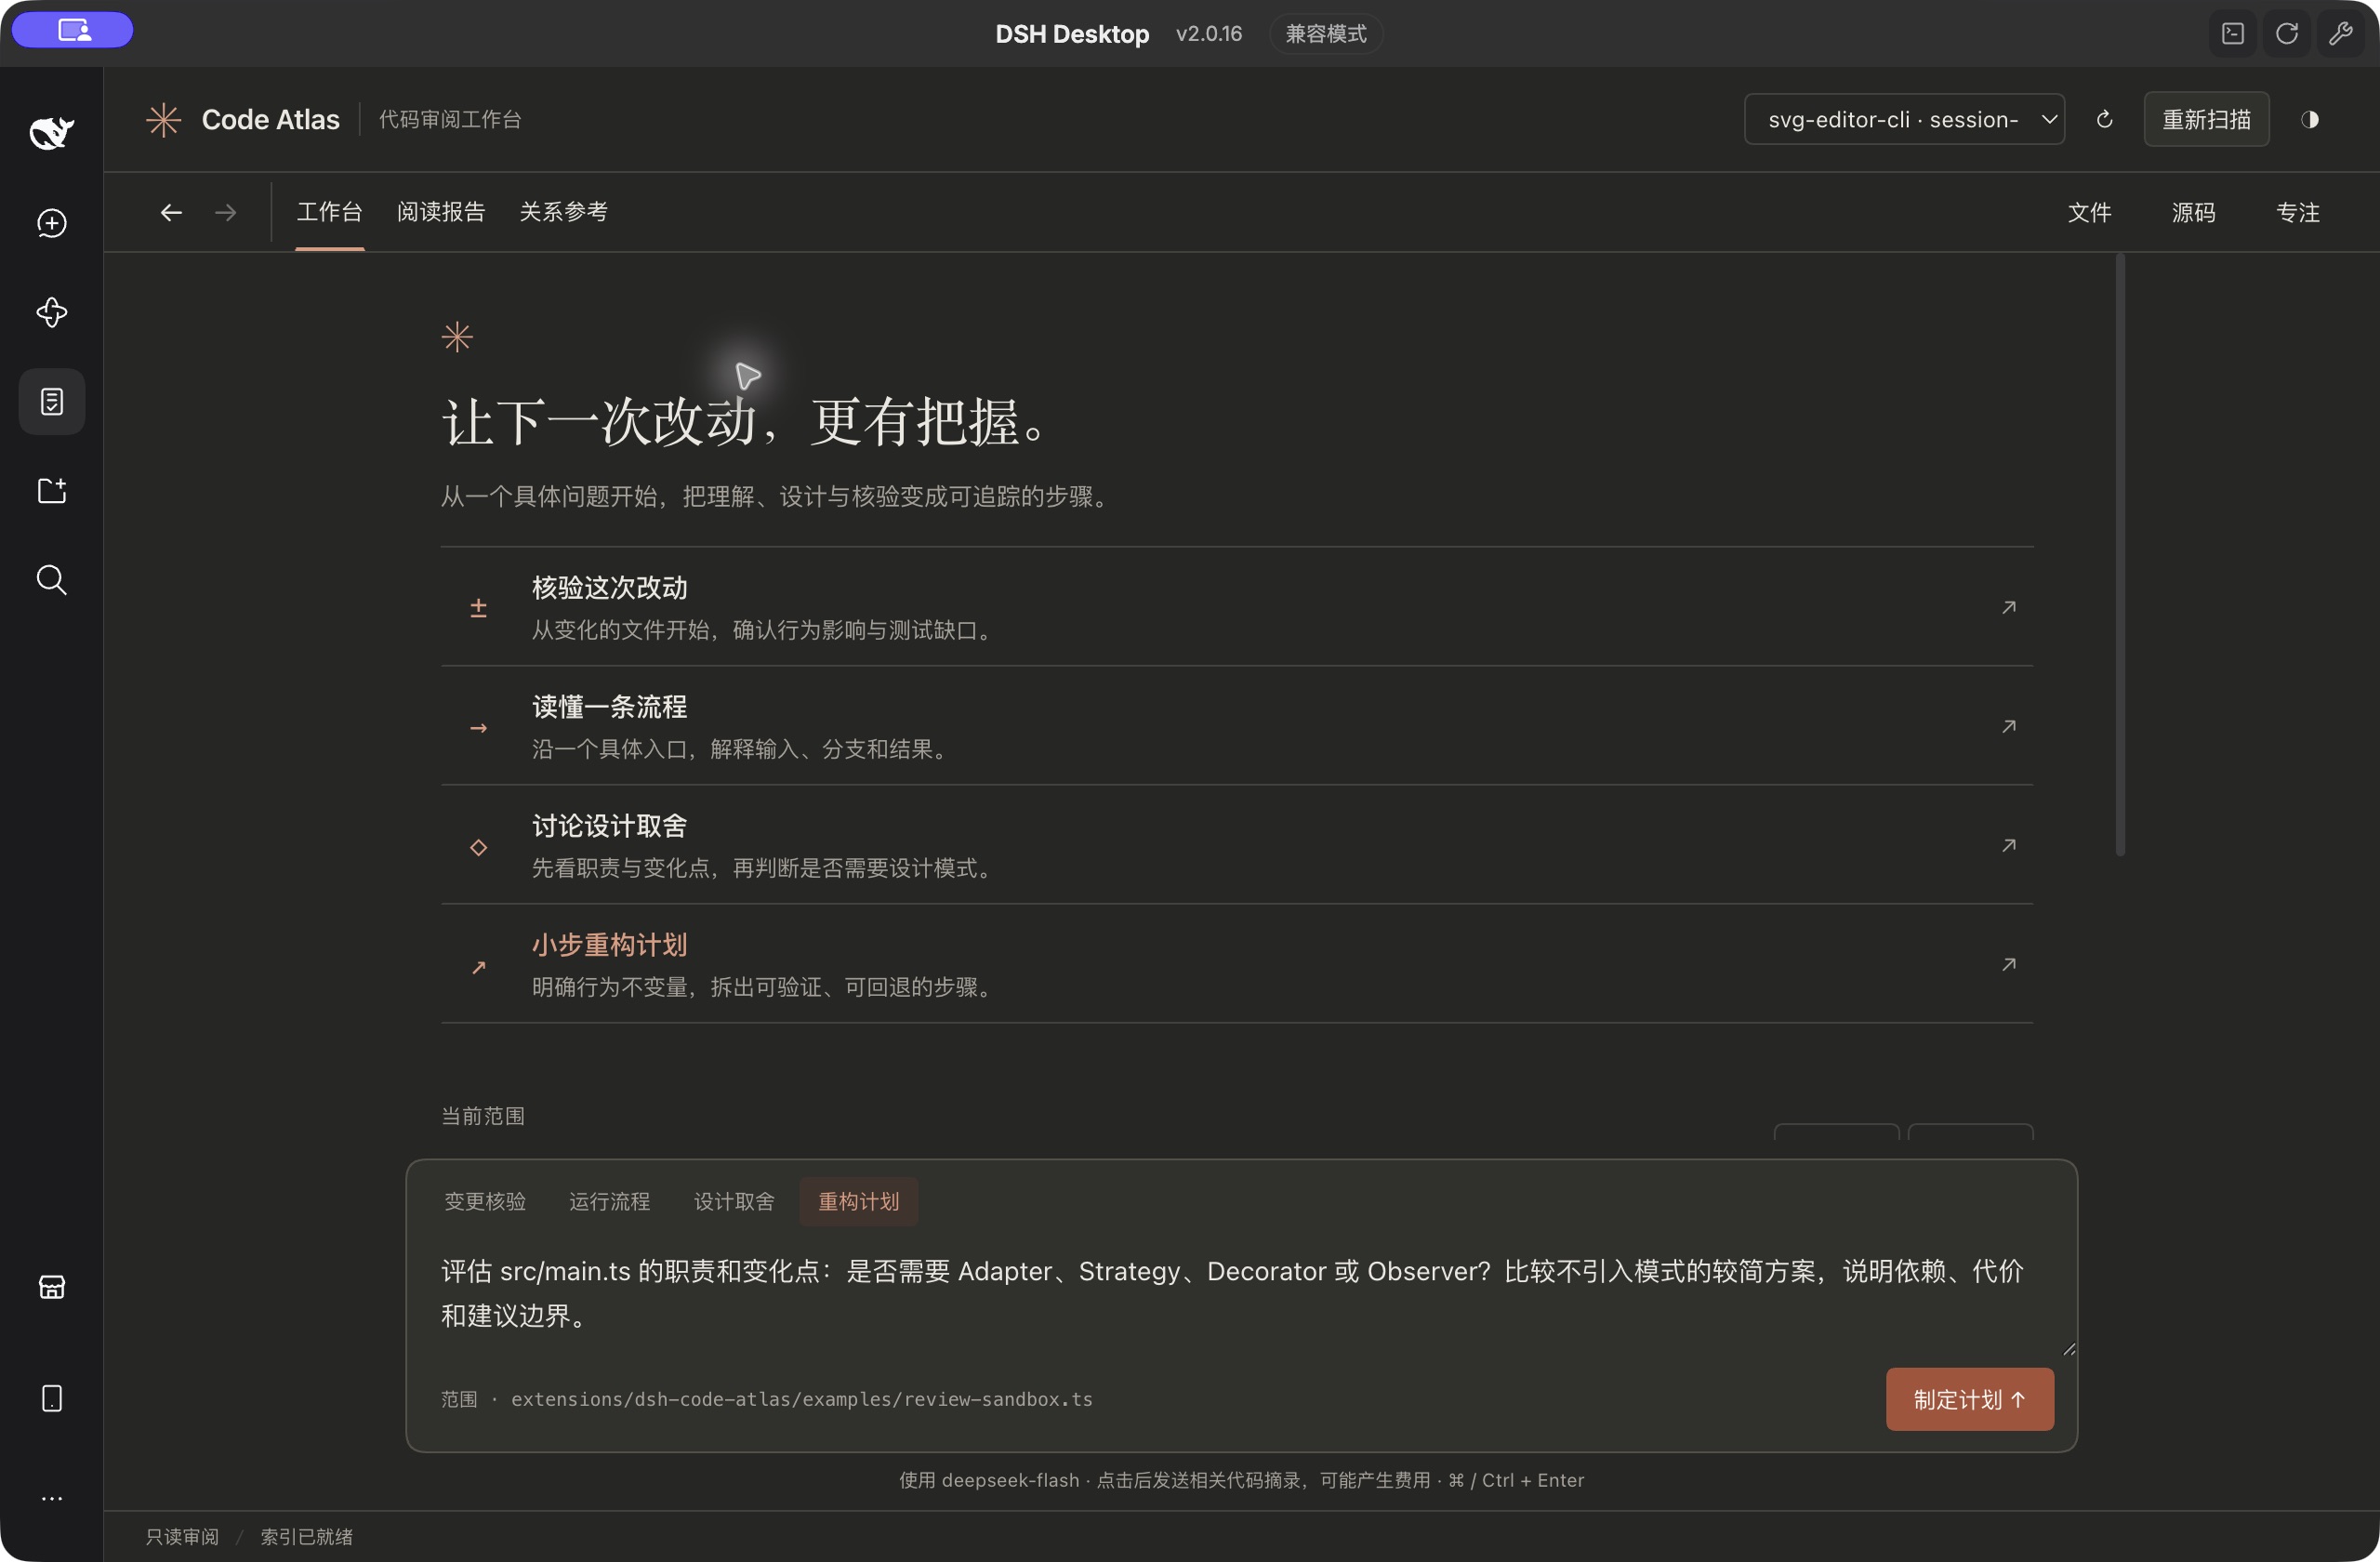 DSH Desktop v2.0.16 兼容模式
Code Atlas 代码审阅工作台 svg-editor-cli · session- 重新扫描
工作台 阅读报告 关系参考 文件 源码 专注
让下一次改动，更有把握。
从一个具体问题开始，把理解、设计与核验变成可追踪的步骤。
± 核验这次改动
从变化的文件开始，确认行为影响与测试缺口。
→ 读懂一条流程
沿一个具体入口，解释输入、分支和结果。
◇ 讨论设计取舍
先看职责与变化点，再判断是否需要设计模式。
↗ 小步重构计划
明确行为不变量，拆出可验证、可回退的步骤。
当前范围
变更核验 运行流程 设计取舍 重构计划
评估 src/main.ts 的职责和变化点：是否需要 Adapter、Strategy、Decorator 或 Observer？比较不引入模式的较简方案，说明依赖、代价
和建议边界。
范围 · extensions/dsh-code-atlas/examples/review-sandbox.ts 制定计划 ↑
使用 deepseek-flash · 点击后发送相关代码摘录，可能产生费用 · ⌘ / Ctrl + Enter
只读审阅 / 索引已就绪